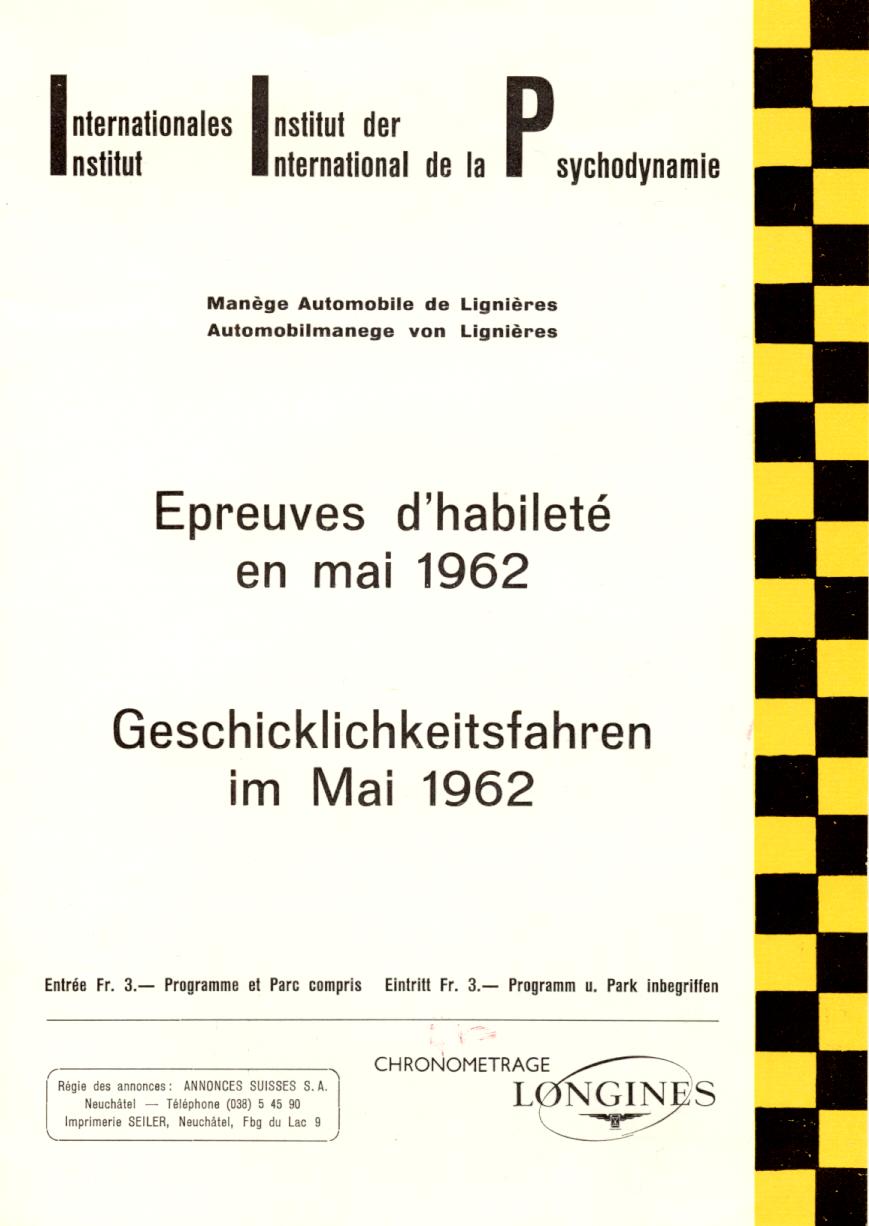 Internationales Institut der
Institut International de la Psychodynamie
Manège Automobile de Lignières
Automobilmanege von Lignières
Epreuves d'habileté
en mai 1962
Geschicklichkeitsfahren
im Mai 1962
Entrée Fr. 3.— Programme et Parc compris Eintritt Fr. 3.— Programm u. Park inbegriffen
Régie des annonces: ANNONCES SUISSES S.A.
Neuchâtel — Téléphone (038) 5 45 90
Imprimerie SEILER, Neuchâtel, Fbg du Lac 9
CHRONOMETRAGE
LONGINES